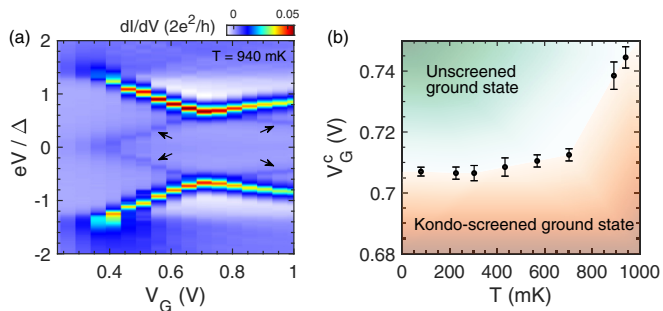 dI/dV (2e²/h)
0
0.05
(a)
T = 940 mK
2
1
0
-1
-2
eV / Δ
0.4
0.6
0.8
1
V_G (V)
(b)
0.74
0.72
0.7
0.68
V_G^c (V)
Unscreened
ground state
Kondo-screened ground state
0
200
400
600
800
1000
T (mK)